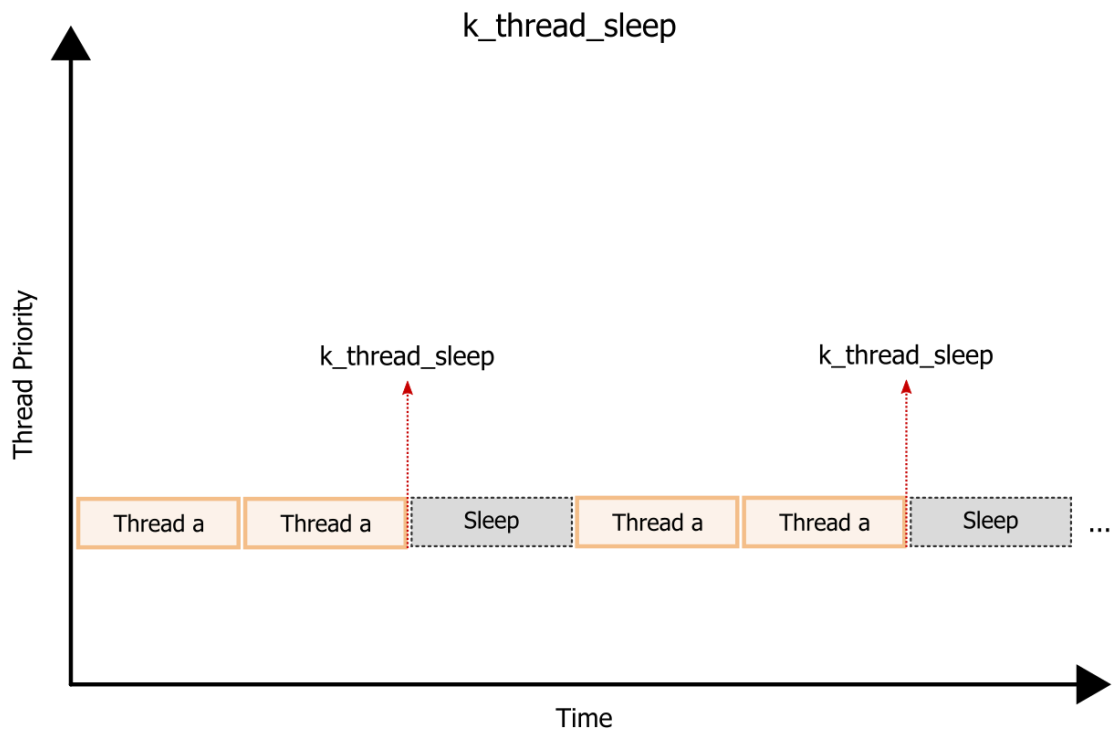 k_thread_sleep
Thread Priority
k_thread_sleep
k_thread_sleep
Thread a
Thread a
Sleep
Thread a
Thread a
Sleep
...
Time